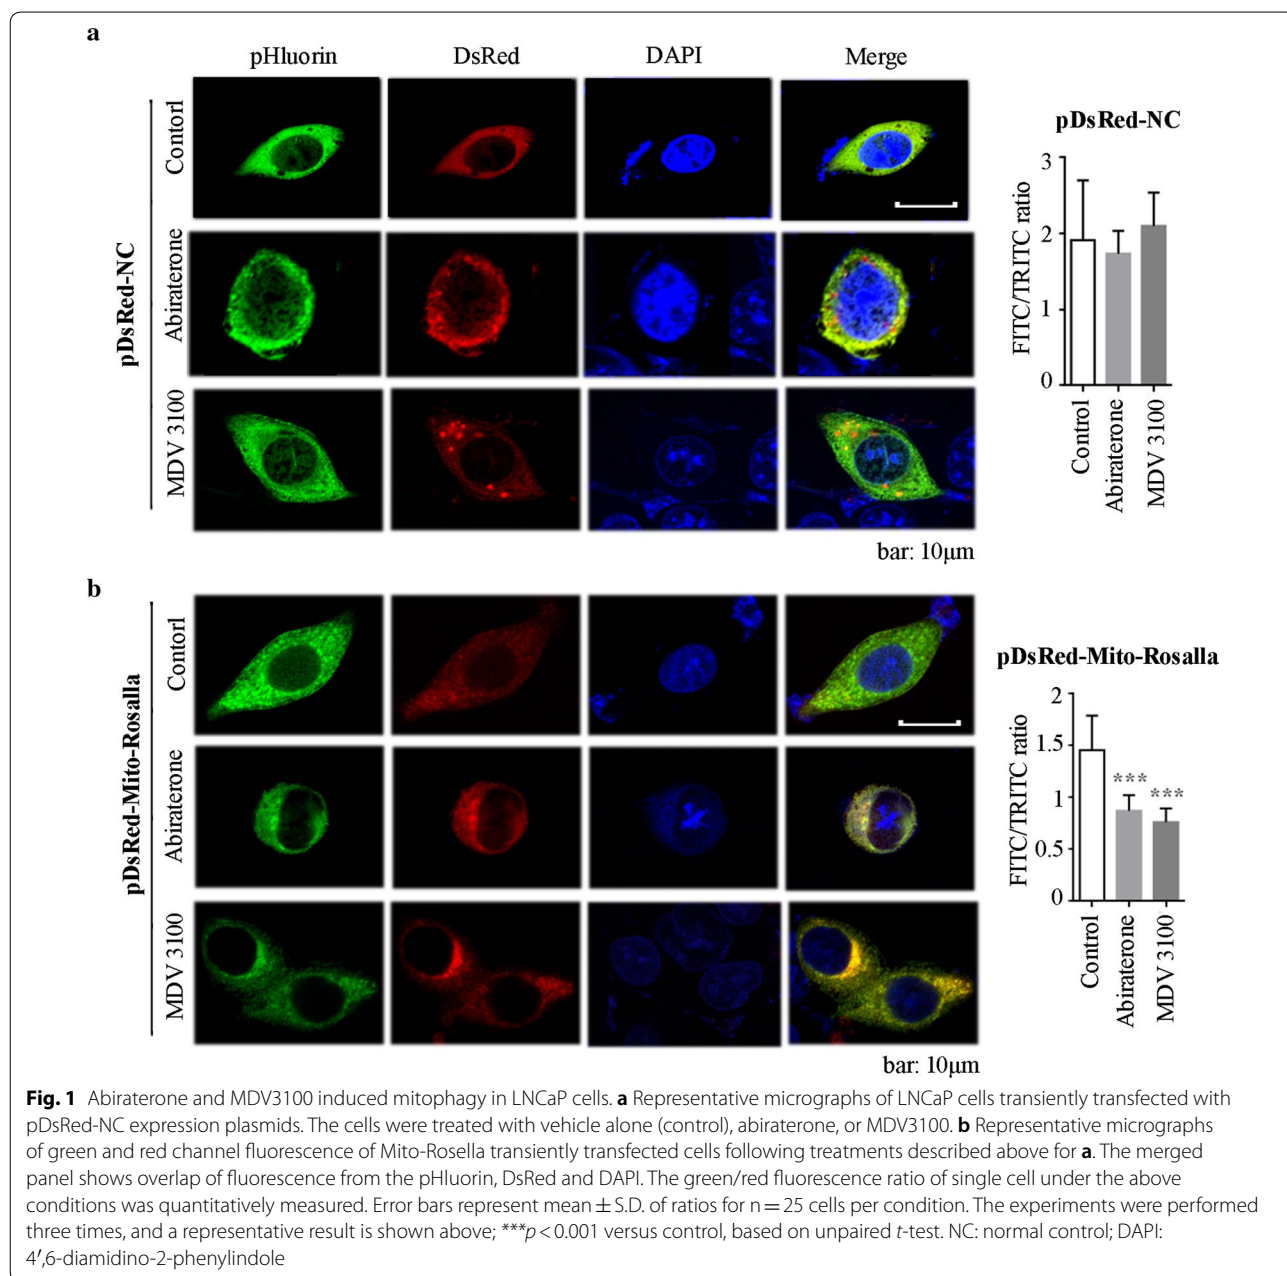 a
pHluorin DsRed DAPI Merge
pDsRed-NC
Contorl
Abiraterone
MDV 3100
bar: 10μm
pDsRed-NC
FITC/TRITC ratio
3
2
1
0
Control
Abiraterone
MDV 3100
b
pDsRed-Mito-Rosalla
Contorl
Abiraterone
MDV 3100
bar: 10μm
pDsRed-Mito-Rosalla
FITC/TRITC ratio
2
1.5
1
0.5
0
*** ***
Control
Abiraterone
MDV 3100
Fig. 1 Abiraterone and MDV3100 induced mitophagy in LNCaP cells. a Representative micrographs of LNCaP cells transiently transfected with
pDsRed-NC expression plasmids. The cells were treated with vehicle alone (control), abiraterone, or MDV3100. b Representative micrographs
of green and red channel fluorescence of Mito-Rosella transiently transfected cells following treatments described above for a. The merged
panel shows overlap of fluorescence from the pHluorin, DsRed and DAPI. The green/red fluorescence ratio of single cell under the above
conditions was quantitatively measured. Error bars represent mean ± S.D. of ratios for n = 25 cells per condition. The experiments were performed
three times, and a representative result is shown above; ***p < 0.001 versus control, based on unpaired t-test. NC: normal control; DAPI:
4′,6-diamidino-2-phenylindole